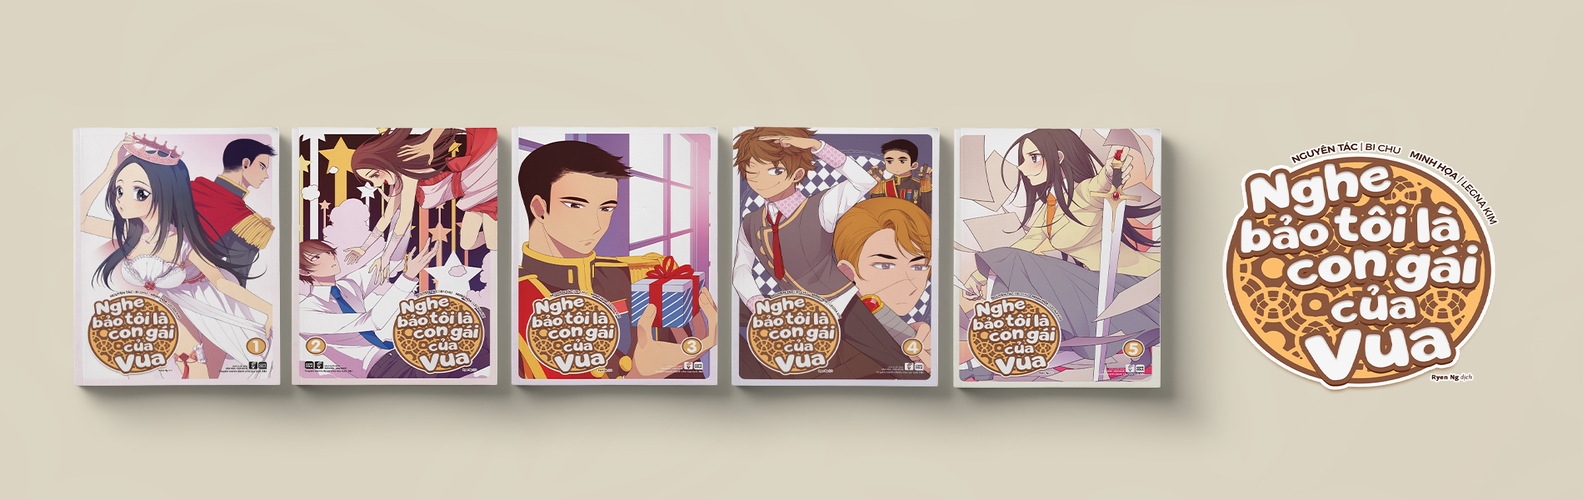 Nghe
bảo tôi là
con gái
của
Vua
1
Nghe
bảo tôi là
con gái
của
Vua
2
Nghe
bảo tôi là
con gái
của
Vua
3
Nghe
bảo tôi là
con gái
của
Vua
4
Nghe
bảo tôi là
con gái
của
Vua
5
NGUYÊN TÁC | BI CHU MINH HỌA | LEGNA KIM
Nghe
bảo tôi là
con gái
của
Vua
Ryen Ng dịch